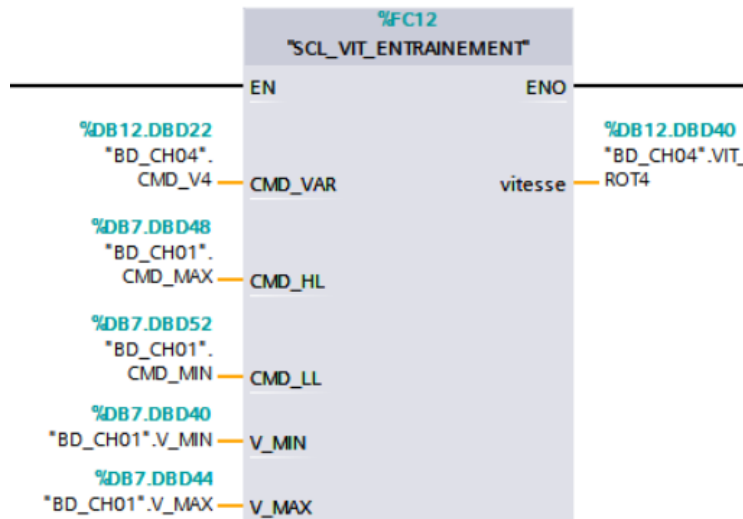 %FC12
"SCL_VIT_ENTRAINEMENT"
EN ENO
%DB12.DBD22
"BD_CH04".
CMD_V4 CMD_VAR
%DB12.DBD40
"BD_CH04".VIT_
vitesse ROT4
%DB7.DBD48
"BD_CH01".
CMD_MAX CMD_HL
%DB7.DBD52
"BD_CH01".
CMD_MIN CMD_LL
%DB7.DBD40
"BD_CH01".V_MIN V_MIN
%DB7.DBD44
"BD_CH01".V_MAX V_MAX